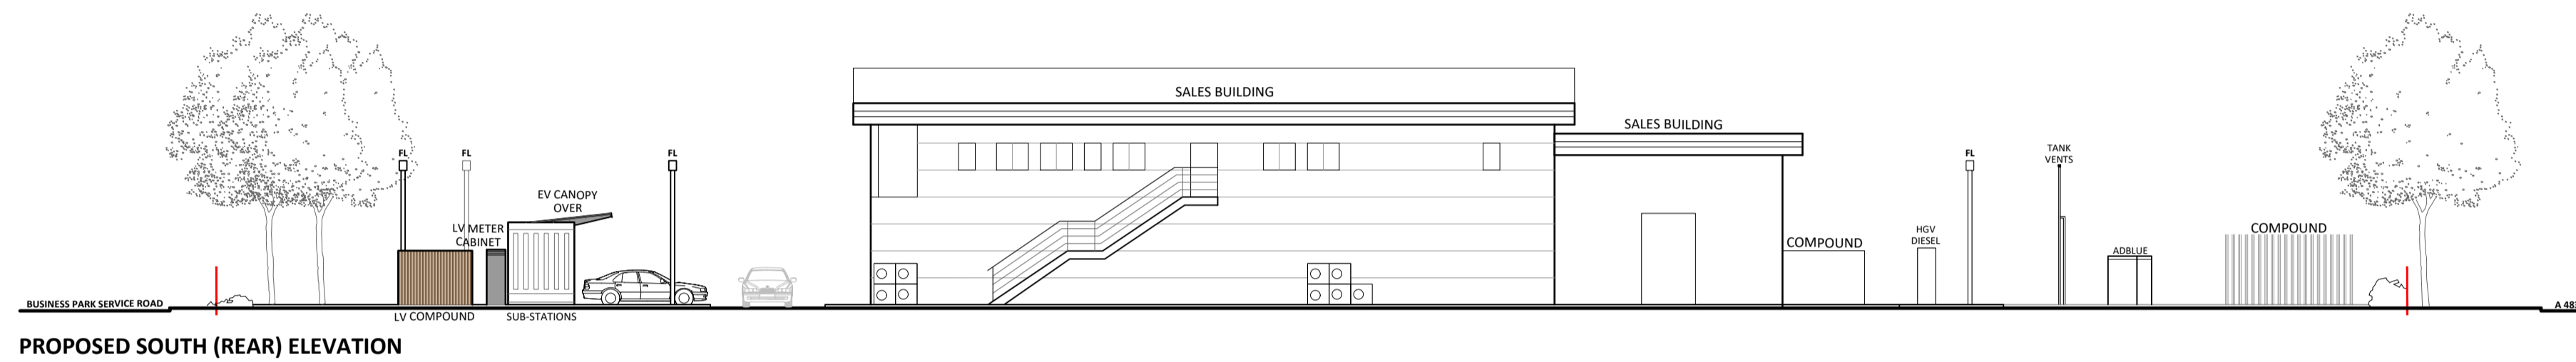 SALES BUILDING
SALES BUILDING
FL
FL
FL
FL
TANK
VENTS
EV CANOPY
OVER
LV METER
CABINET
HGV
DIESEL
COMPOUND
COMPOUND
ADBLUE
BUSINESS PARK SERVICE ROAD
A 48
LV COMPOUND
SUB-STATIONS
PROPOSED SOUTH (REAR) ELEVATION